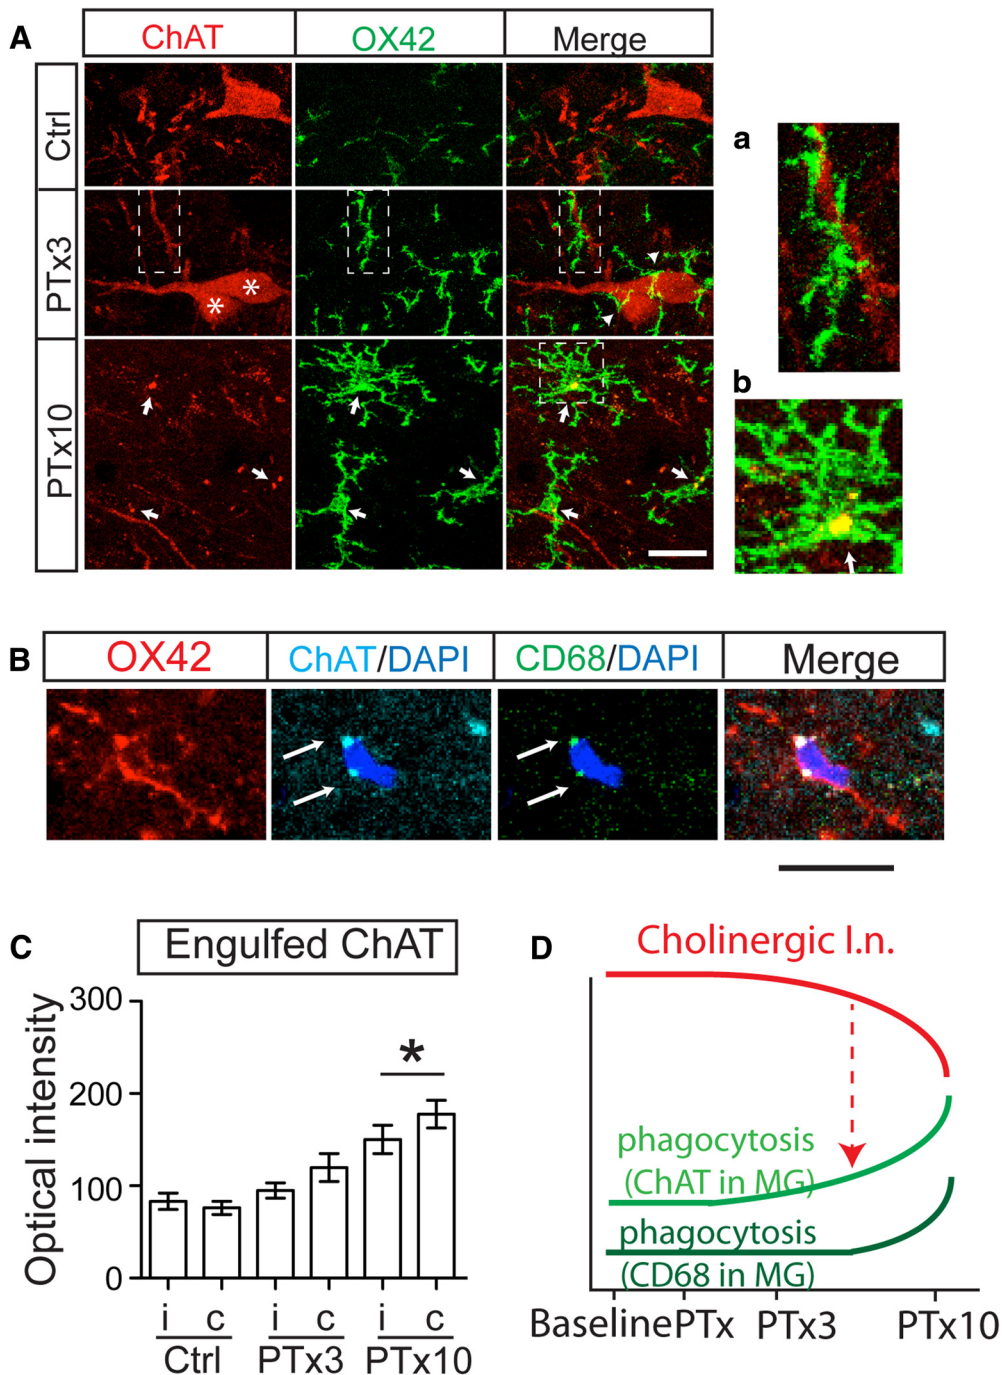 A
ChAT
OX42
Merge
Ctrl
PTx3
* *
PTx10
a
b
B
OX42
ChAT/DAPI
CD68/DAPI
Merge
C
Engulfed ChAT
Optical intensity
300
200
100
0
*
i c i c i c
Ctrl PTx3 PTx10
D
Cholinergic I.n.
phagocytosis
(ChAT in MG)
phagocytosis
(CD68 in MG)
Baseline PTx PTx3 PTx10